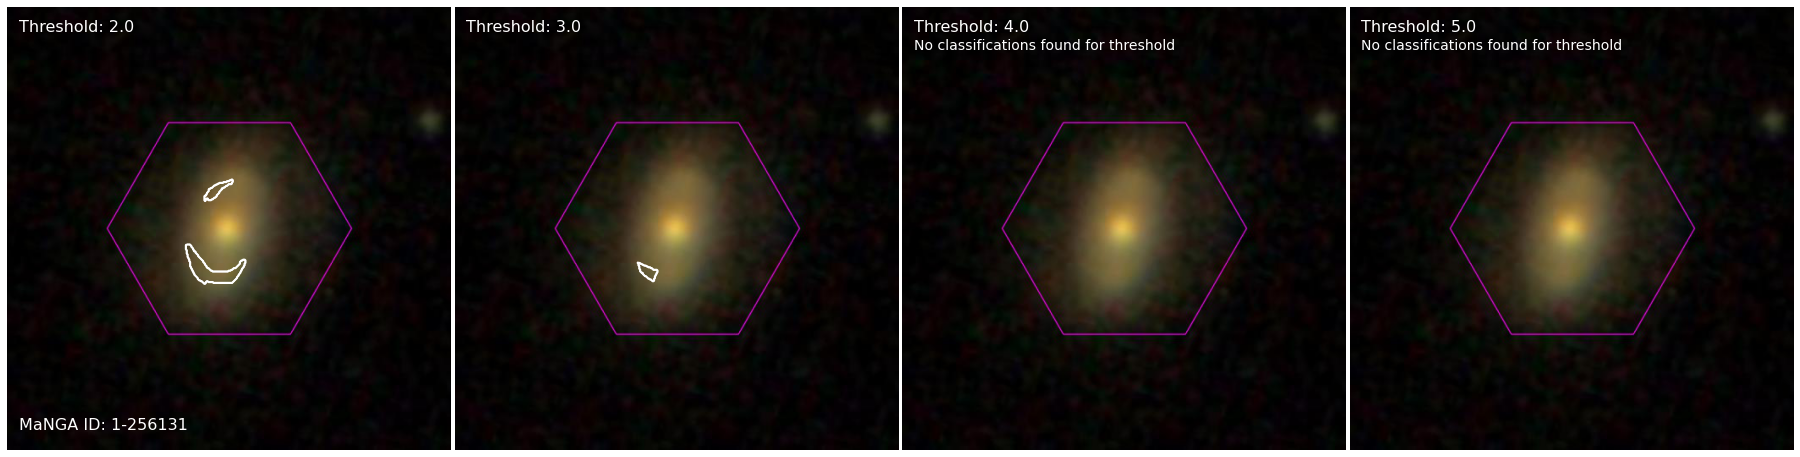 Threshold: 2.0
MaNGA ID: 1-256131
Threshold: 3.0
Threshold: 4.0
No classifications found for threshold
Threshold: 5.0
No classifications found for threshold